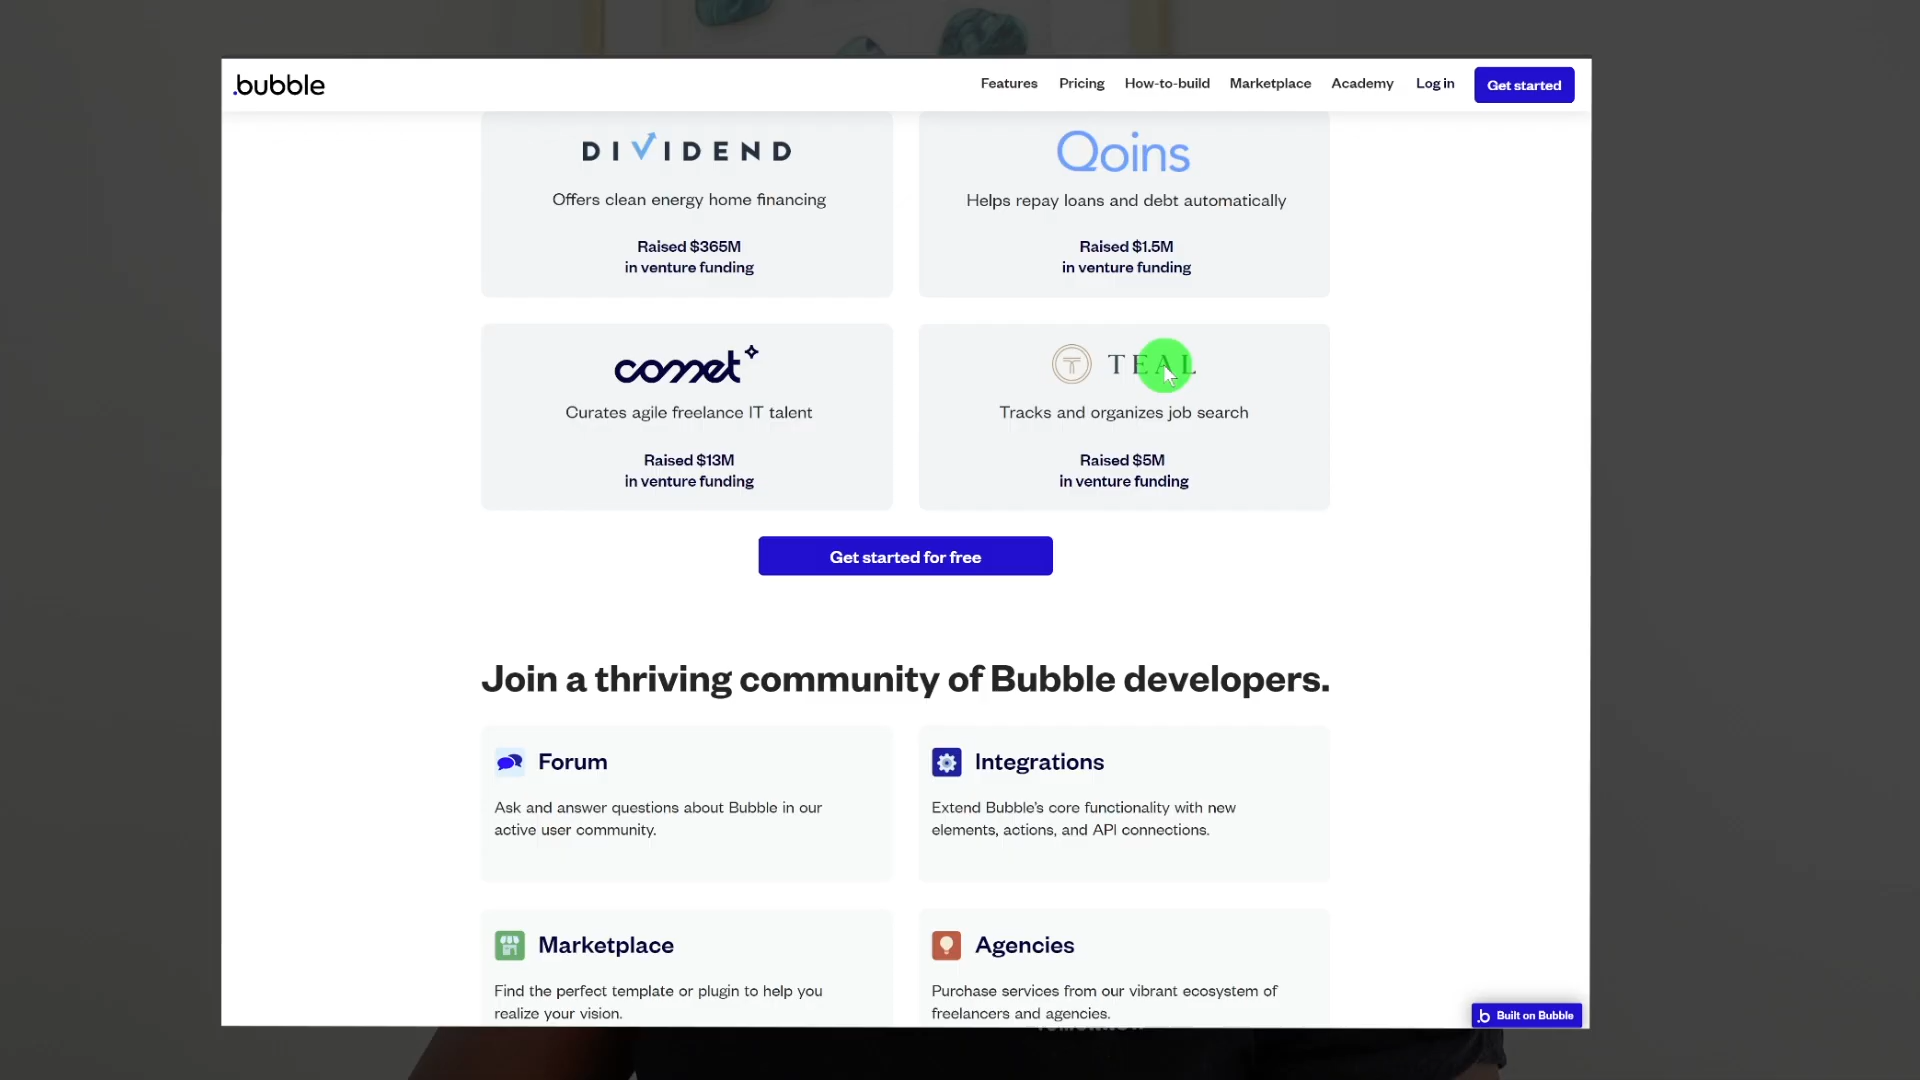 .bubble
Features Pricing How-to-build Marketplace Academy Log in Get started
DIVIDEND
Offers clean energy home financing
Raised $365M
in venture funding
Qoins
Helps repay loans and debt automatically
Raised $1.5M
in venture funding
comet
Curates agile freelance IT talent
Raised $13M
in venture funding
T TEAL
Tracks and organizes job search
Raised $5M
in venture funding
Get started for free
Join a thriving community of Bubble developers.
Forum
Ask and answer questions about Bubble in our
active user community.
Integrations
Extend Bubble's core functionality with new
elements, actions, and API connections.
Marketplace
Find the perfect template or plugin to help you
realize your vision.
Agencies
Purchase services from our vibrant ecosystem of
freelancers and agencies.
.b Built on Bubble